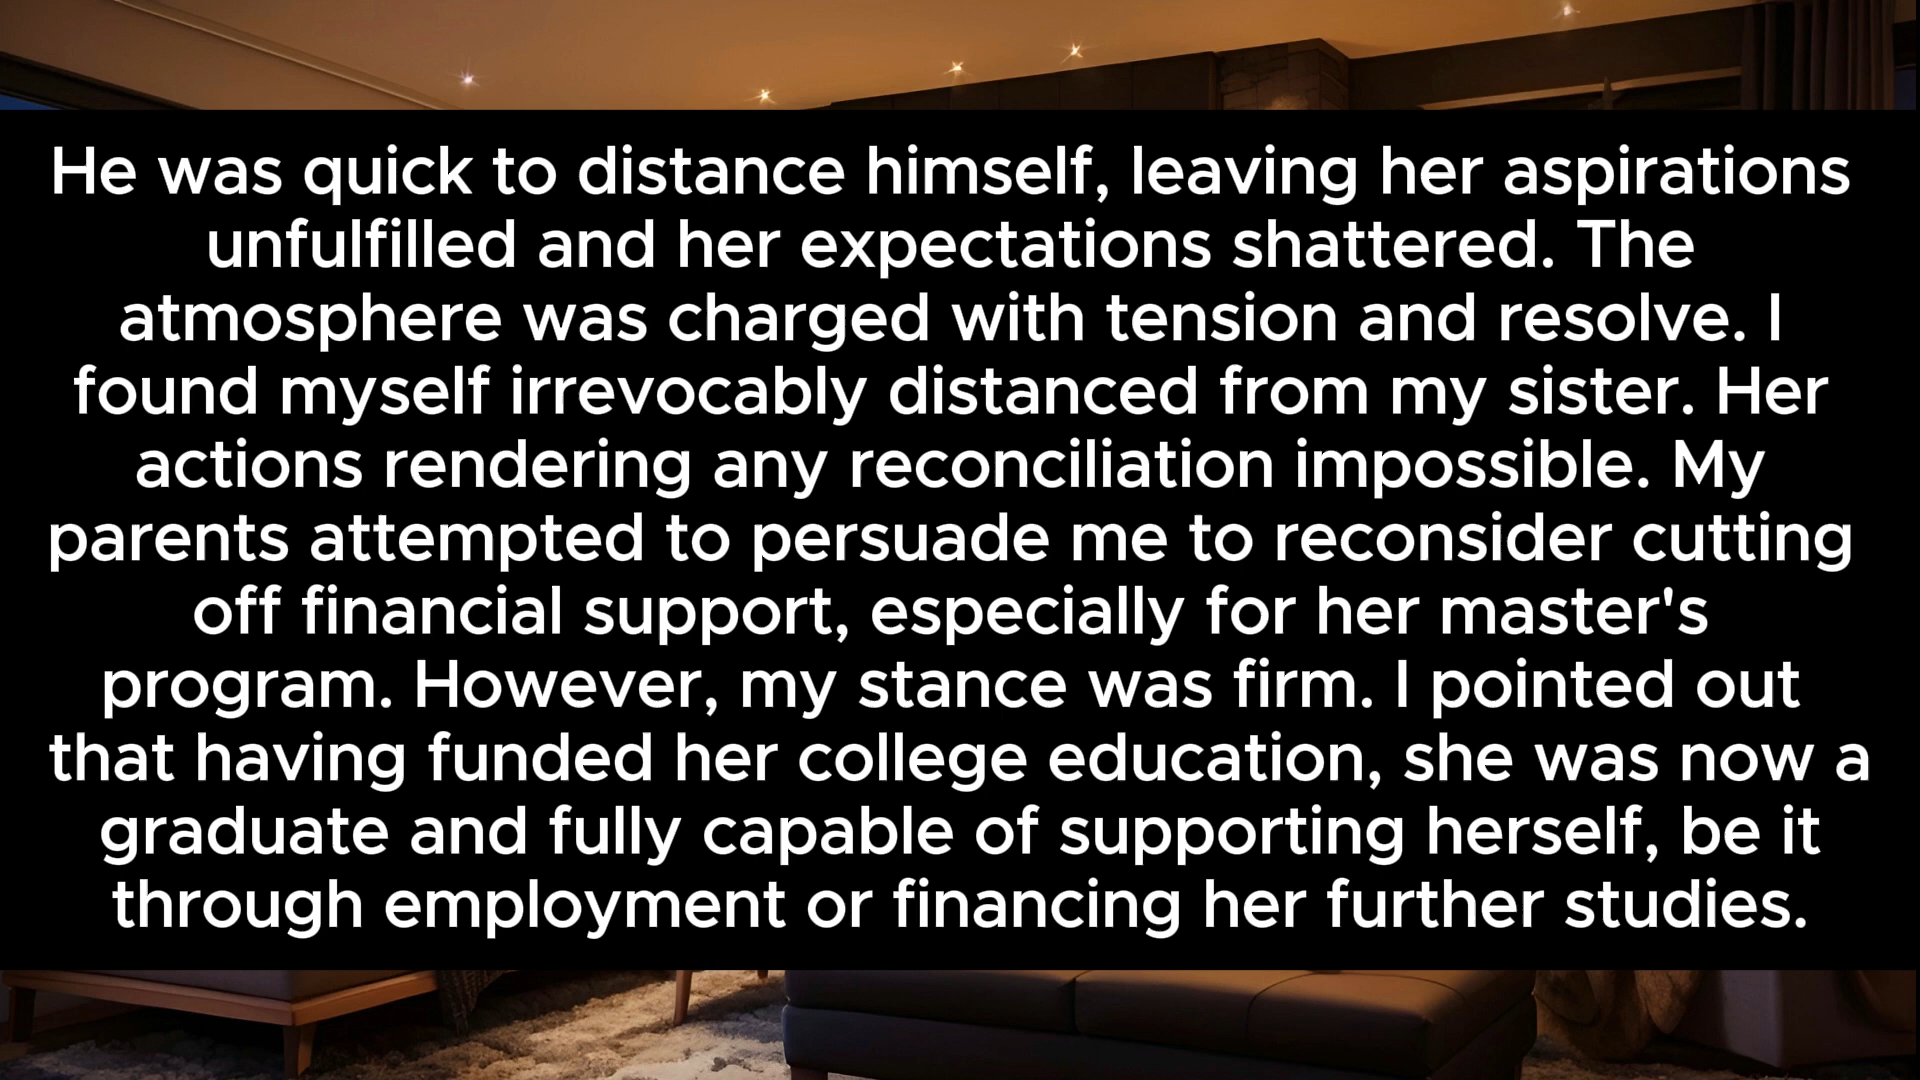 He was quick to distance himself, leaving her aspirations
unfulfilled and her expectations shattered. The
atmosphere was charged with tension and resolve. I
found myself irrevocably distanced from my sister. Her
actions rendering any reconciliation impossible. My
parents attempted to persuade me to reconsider cutting
off financial support, especially for her master's
program. However, my stance was firm. I pointed out
that having funded her college education, she was now a
graduate and fully capable of supporting herself, be it
through employment or financing her further studies.